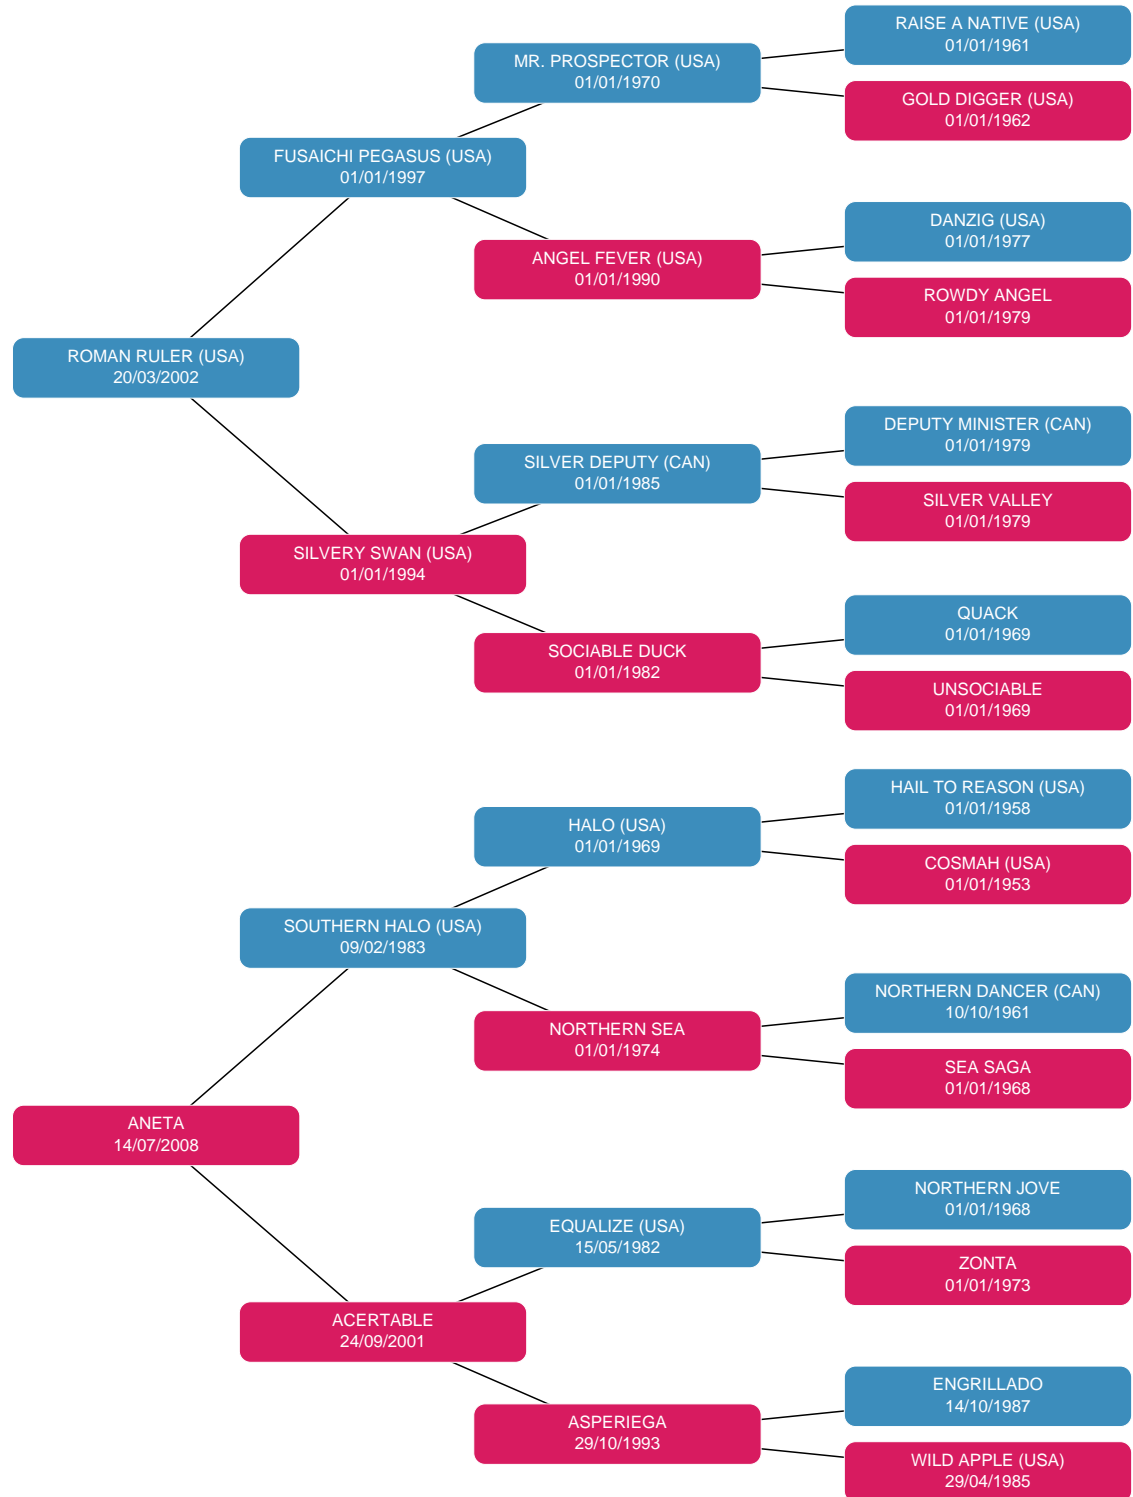 RAISE A NATIVE (USA)
01/01/1961
MR. PROSPECTOR (USA)
01/01/1970
GOLD DIGGER (USA)
01/01/1962
FUSAICHI PEGASUS (USA)
01/01/1997
DANZIG (USA)
01/01/1977
ANGEL FEVER (USA)
01/01/1990
ROWDY ANGEL
01/01/1979
ROMAN RULER (USA)
20/03/2002
DEPUTY MINISTER (CAN)
01/01/1979
SILVER DEPUTY (CAN)
01/01/1985
SILVER VALLEY
01/01/1979
SILVERY SWAN (USA)
01/01/1994
QUACK
01/01/1969
SOCIABLE DUCK
01/01/1982
UNSOCIABLE
01/01/1969
HAIL TO REASON (USA)
01/01/1958
HALO (USA)
01/01/1969
COSMAH (USA)
01/01/1953
SOUTHERN HALO (USA)
09/02/1983
NORTHERN DANCER (CAN)
10/10/1961
NORTHERN SEA
01/01/1974
SEA SAGA
01/01/1968
ANETA
14/07/2008
NORTHERN JOVE
01/01/1968
EQUALIZE (USA)
15/05/1982
ZONTA
01/01/1973
ACERTABLE
24/09/2001
ENGRILLADO
14/10/1987
ASPERIEGA
29/10/1993
WILD APPLE (USA)
29/04/1985